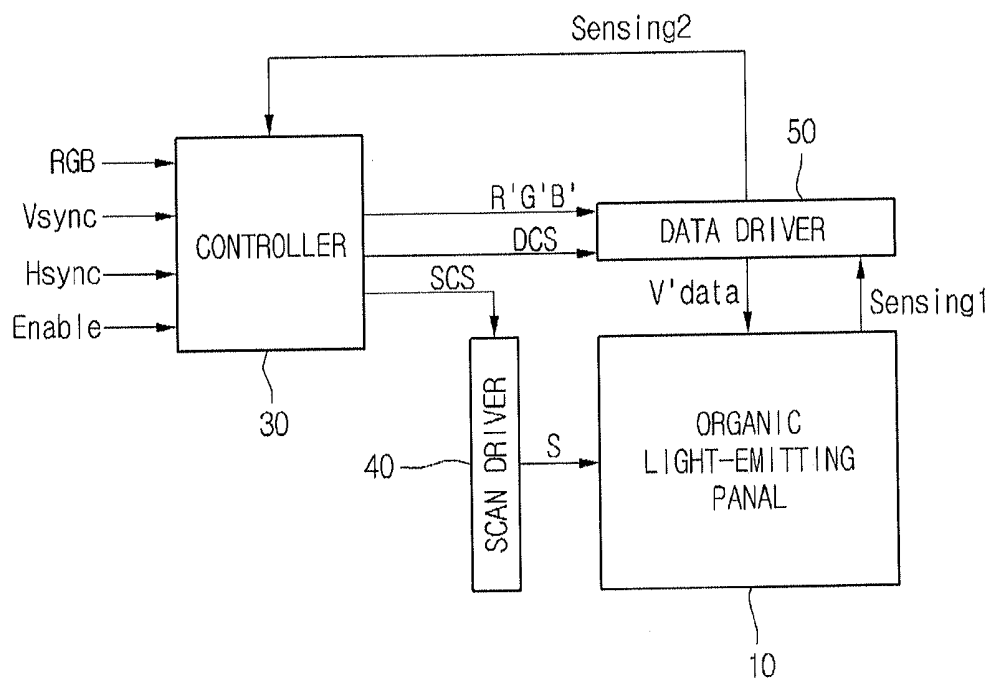 Sensing2
50
RGB
Vsync
Hsync
Enable
CONTROLLER
R'G'B'
DCS
SCS
DATA DRIVER
V'data
Sensing1
30
40
SCAN DRIVER
S
ORGANIC
LIGHT-EMITTING
PANAL
10